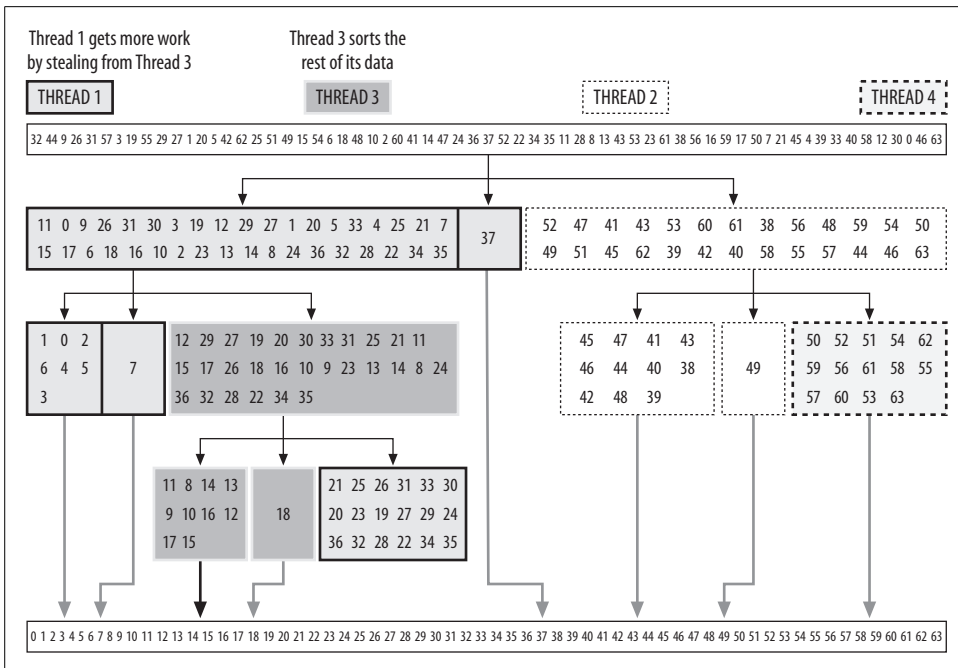 Thread 1 gets more work
by stealing from Thread 3
Thread 3 sorts the
rest of its data
THREAD 1
THREAD 3
THREAD 2
THREAD 4
32 44 9 26 31 57 3 19 55 29 27 1 20 5 42 62 25 51 49 15 54 6 18 48 10 2 60 41 14 47 24 36 37 52 22 34 35 11 28 8 13 43 53 23 61 38 56 16 59 17 50 7 21 45 4 39 33 40 58 12 30 0 46 63
11 0 9 26 31 30 3 19 12 29 27 1 20 5 33 4 25 21 7
15 17 6 18 16 10 2 23 13 14 8 24 36 32 28 22 34 35
37
52 47 41 43 53 60 61 38 56 48 59 54 50
49 51 45 62 39 42 40 58 55 57 44 46 63
1 0 2
6 4 5
3
7
12 29 27 19 20 30 33 31 25 21 11
15 17 26 18 16 10 9 23 13 14 8 24
36 32 28 22 34 35
45 47 41 43
46 44 40 38
42 48 39
49
50 52 51 54 62
59 56 61 58 55
57 60 53 63
11 8 14 13
9 10 16 12
17 15
18
21 25 26 31 33 30
20 23 19 27 29 24
36 32 28 22 34 35
0 1 2 3 4 5 6 7 8 9 10 11 12 13 14 15 16 17 18 19 20 21 22 23 24 25 26 27 28 29 30 31 32 33 34 35 36 37 38 39 40 41 42 43 44 45 46 47 48 49 50 51 52 53 54 55 56 57 58 59 60 61 62 63